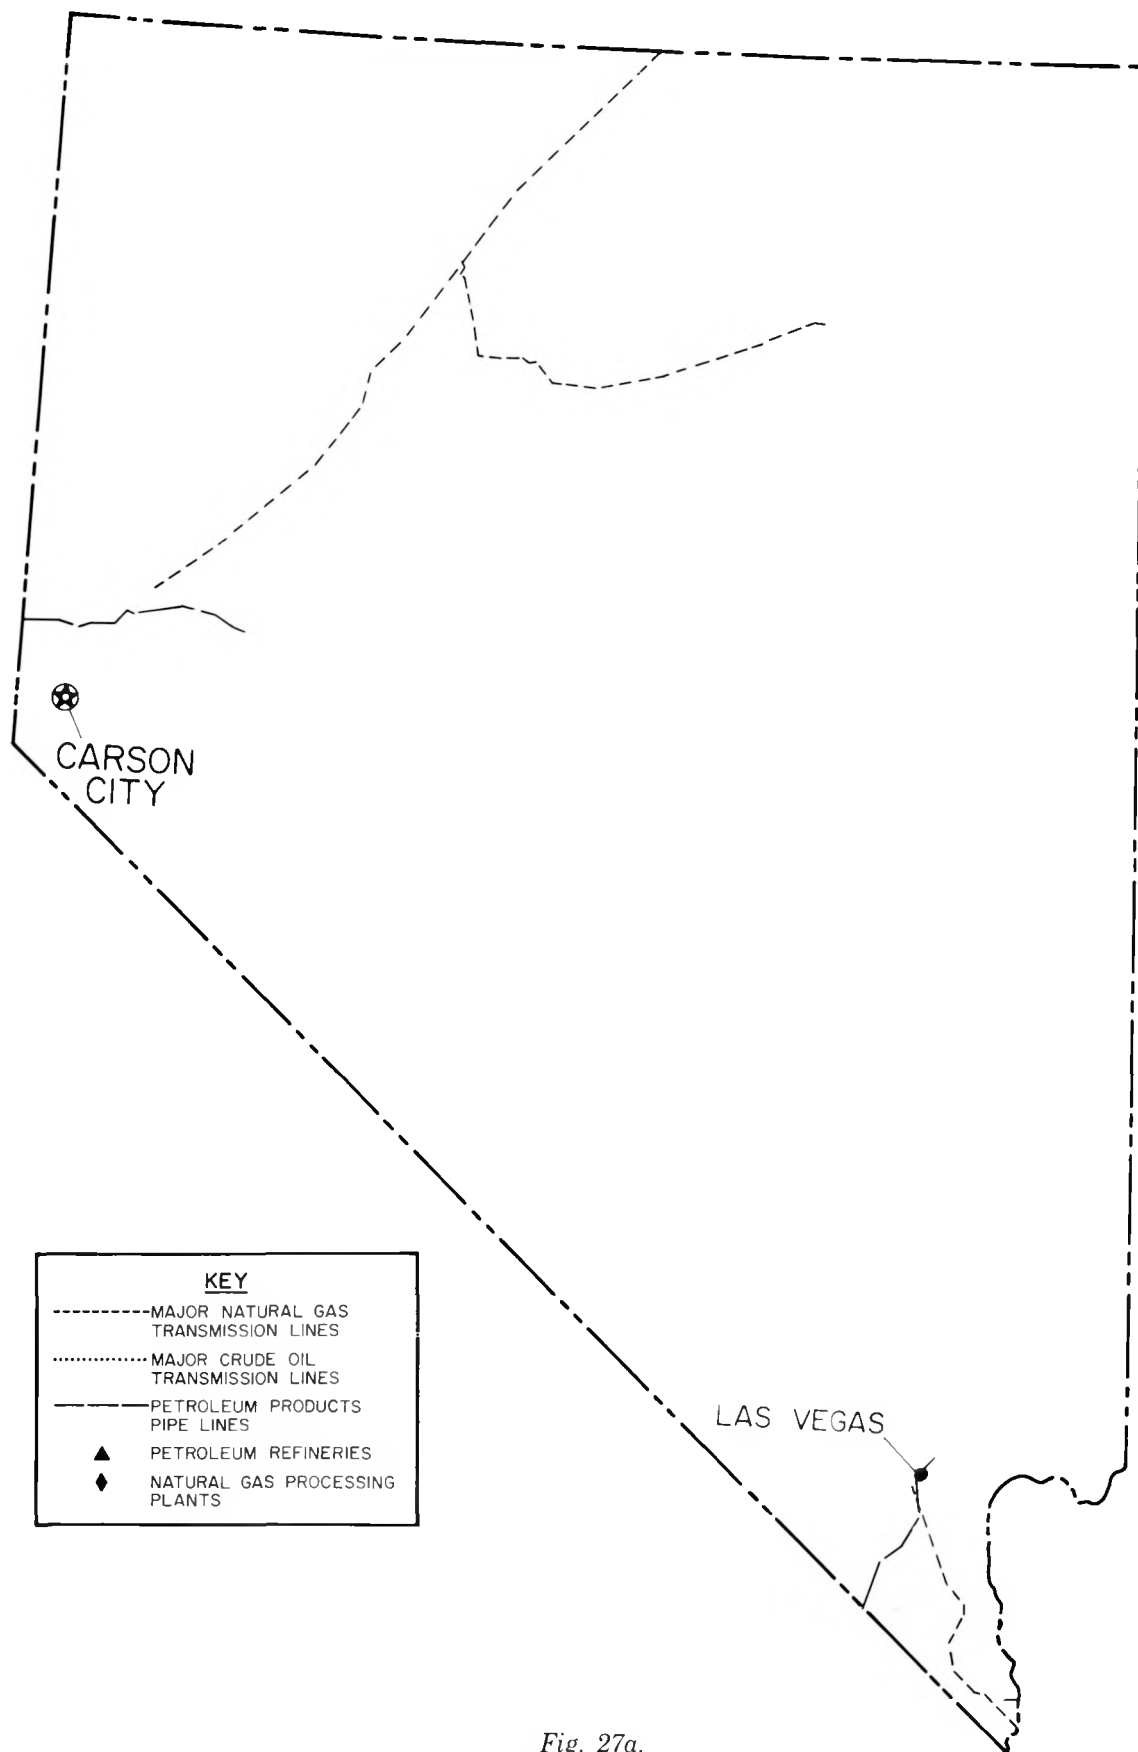 CARSON
CITY
KEY
MAJOR NATURAL GAS
TRANSMISSION LINES
MAJOR CRUDE OIL
TRANSMISSION LINES
PETROLEUM PRODUCTS
PIPE LINES
PETROLEUM REFINERIES
NATURAL GAS PROCESSING
PLANTS
LAS VEGAS
Fig. 27a.